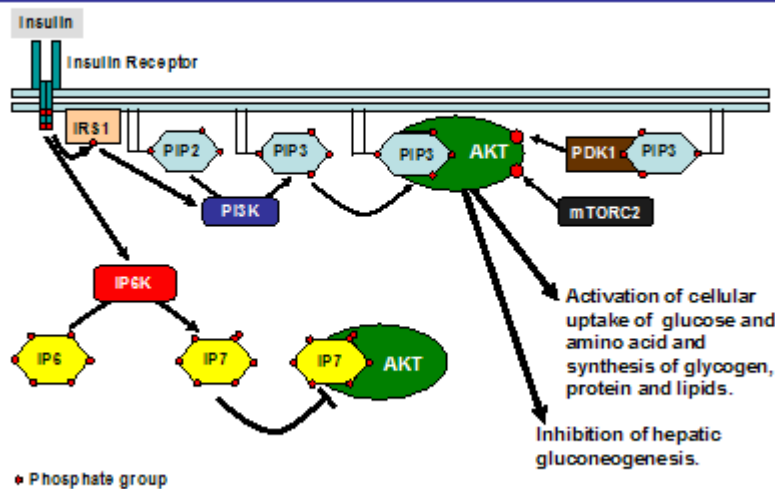 Insulin
Insulin Receptor
IRS1
PIP2
PIP3
PIP3
AKT
PDK1
PIP3
PI3K
mTORC2
IP6K
IP6
IP7
IP7
AKT
Activation of cellular
uptake of glucose and
amino acid and
synthesis of glycogen,
protein and lipids.
Inhibition of hepatic
gluconeogenesis.
Phosphate group